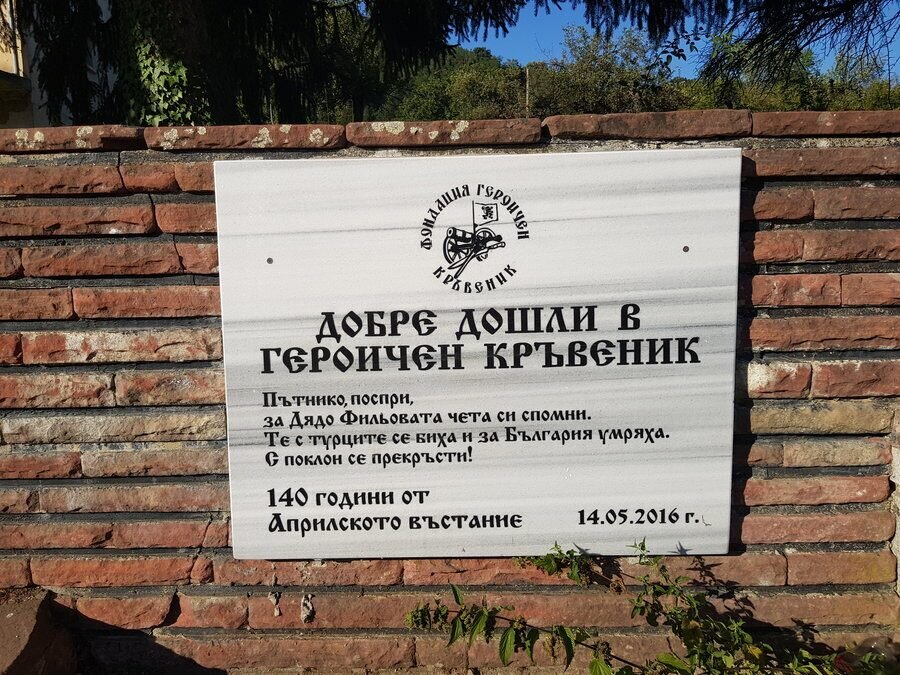 ФОНДАЦИЯ ГЕРОИЧЕН
КРЪВЕНИК
ДОБРЕ ДОШЛИ В
ГЕРОИЧЕН КРЪВЕНИК
Пътнико, поспри,
за Дядо Фильовата чета си спомни.
Те с турците се биха и за България умряха.
С поклон се прекръсти!
140 години от
Априлското въстание
14.05.2016 г.